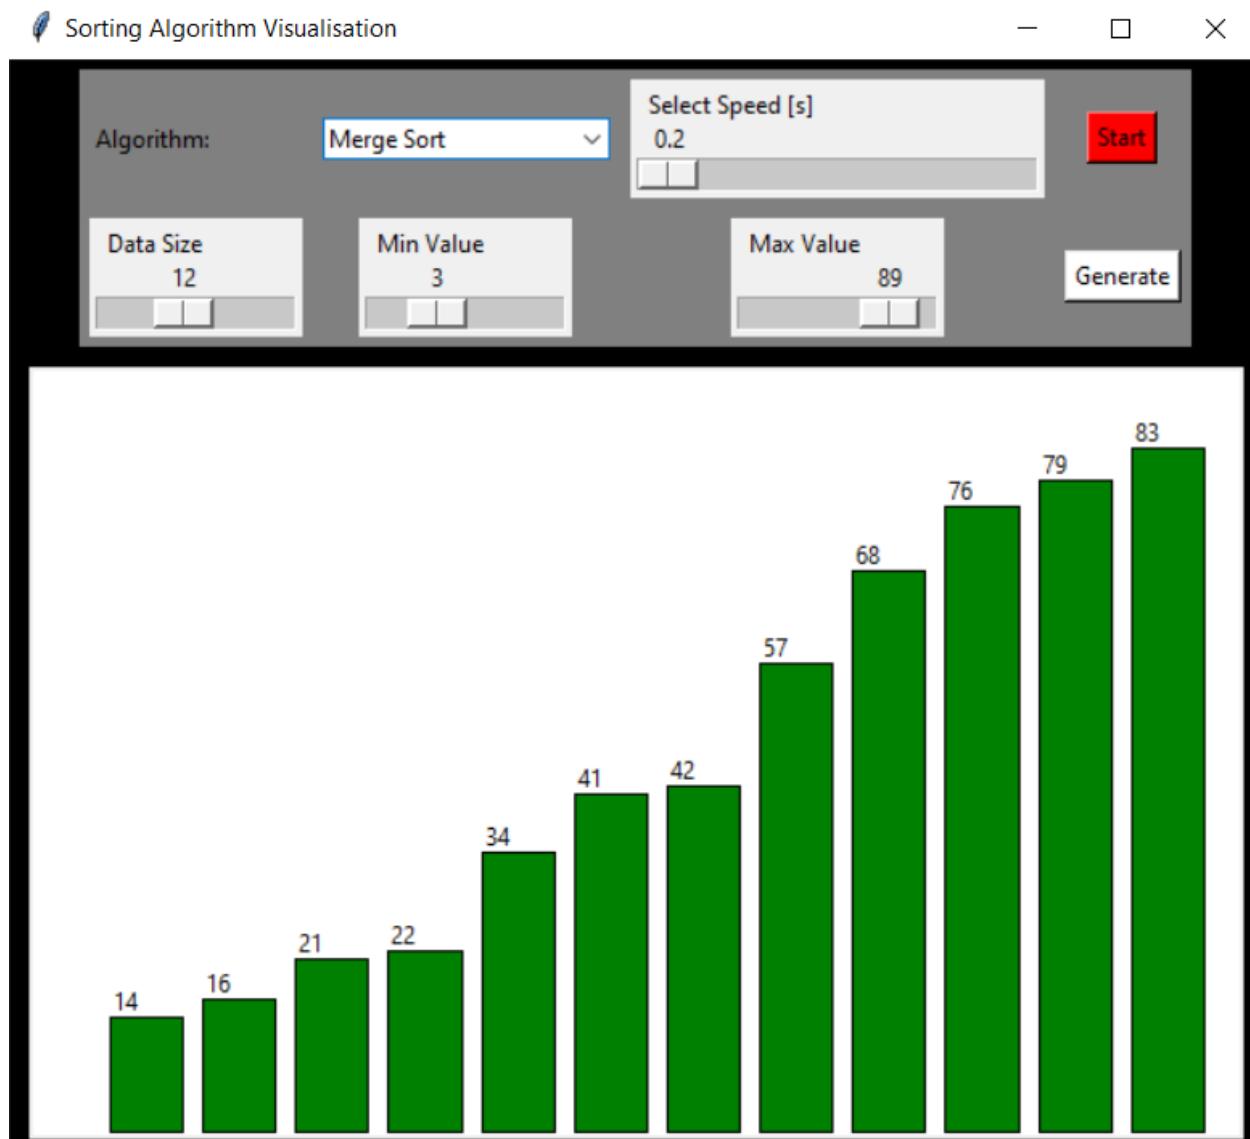 Sorting Algorithm Visualisation
Select Speed [s]
Algorithm:
Merge Sort
0.2
Start
Data Size
Min Value
Max Value
12
3
89
Generate
83
79
76
68
57
42
41
34
22
21
16
14